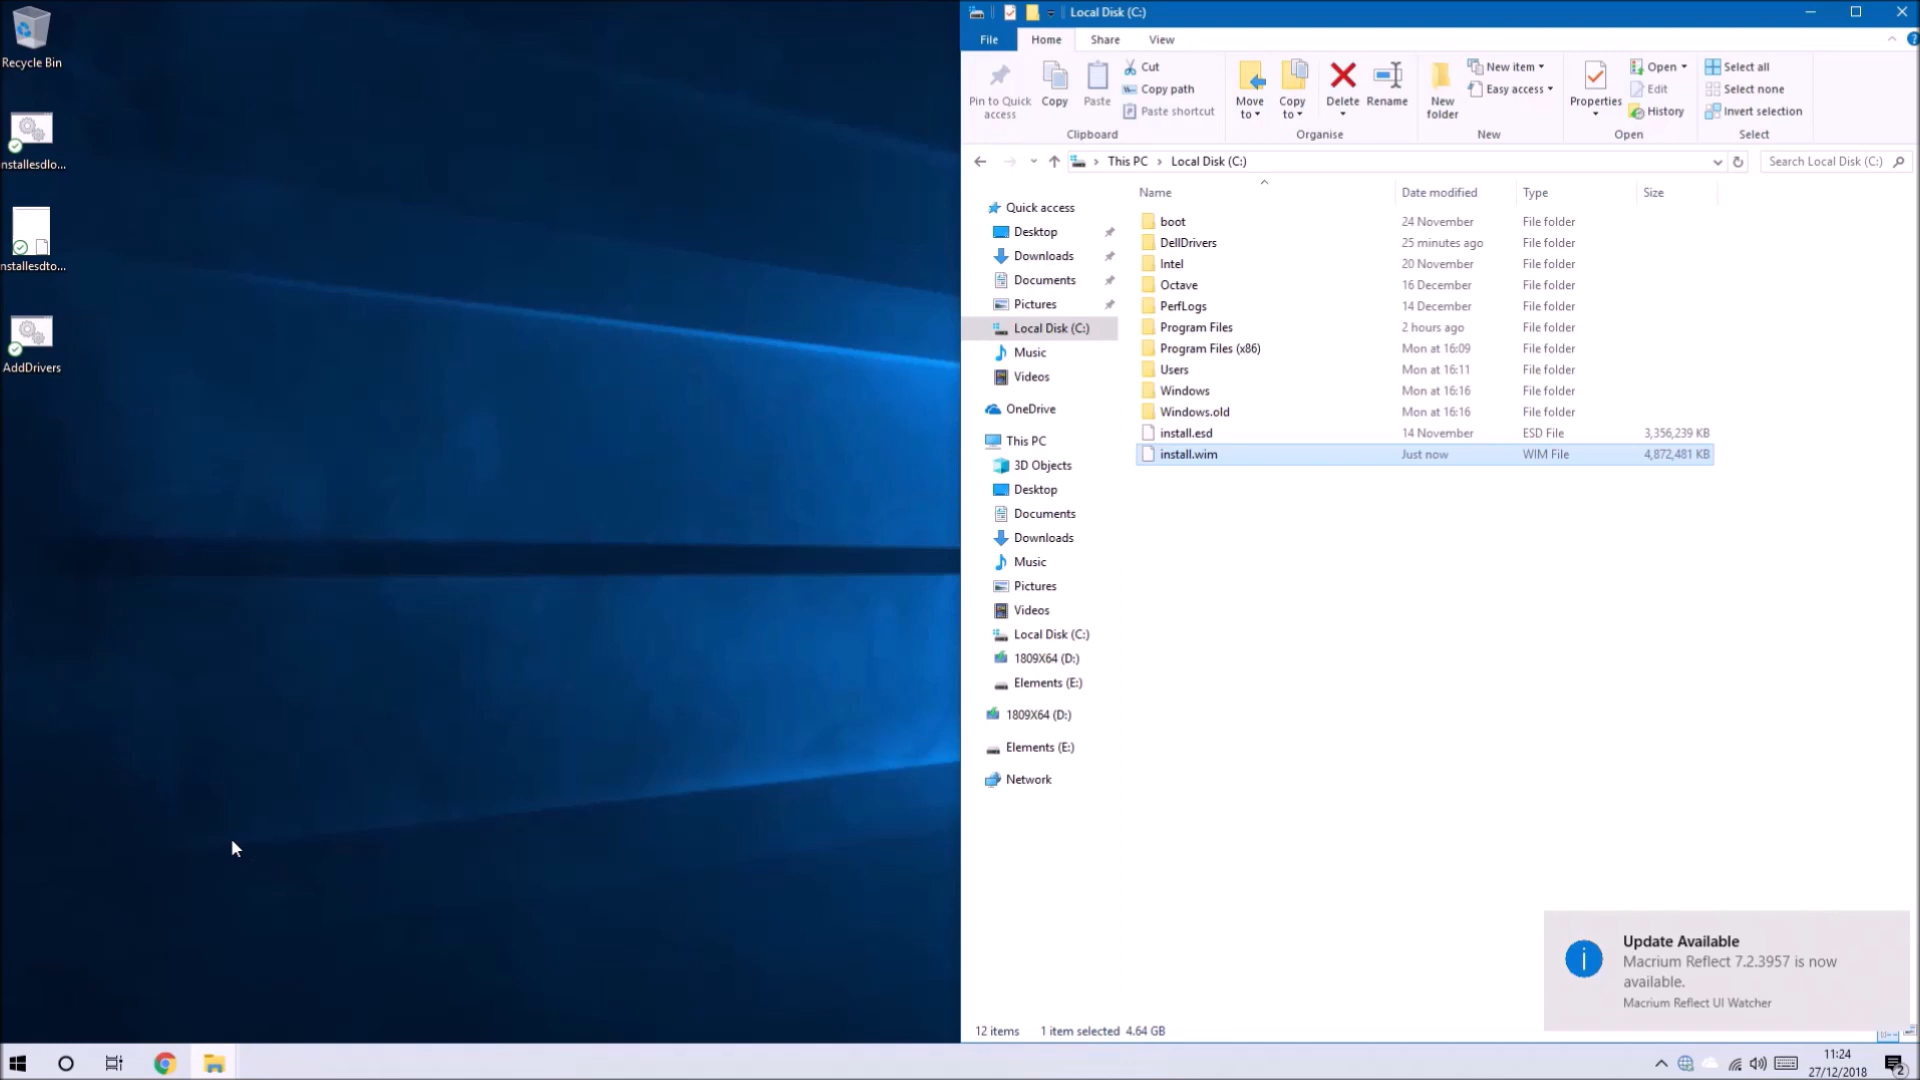 Recycle Bin
nstallesdlo...
nstallesdto...
AddDrivers
Local Disk (C:)
File Home Share View
Pin to Quick access
Copy
Paste
Cut
Copy path
Paste shortcut
Clipboard
Move to
Copy to
Delete
Rename
Organise
New folder
New item
Easy access
New
Properties
Open
Edit
History
Open
Select all
Select none
Invert selection
Select
This PC Local Disk (C:)
Search Local Disk (C:)
Quick access
Desktop
Downloads
Documents
Pictures
Local Disk (C:)
Music
Videos
OneDrive
This PC
3D Objects
Desktop
Documents
Downloads
Music
Pictures
Videos
Local Disk (C:)
1809X64 (D:)
Elements (E:)
1809X64 (D:)
Elements (E:)
Network
Name Date modified Type Size
boot 24 November File folder
DellDrivers 25 minutes ago File folder
Intel 20 November File folder
Octave 16 December File folder
PerfLogs 14 December File folder
Program Files 2 hours ago File folder
Program Files (x86) Mon at 16:09 File folder
Users Mon at 16:11 File folder
Windows Mon at 16:16 File folder
Windows.old Mon at 16:16 File folder
install.esd 14 November ESD File 3,356,239 KB
install.wim Just now WIM File 4,872,481 KB
Update Available
Macrium Reflect 7.2.3957 is now
available.
Macrium Reflect UI Watcher
12 items 1 item selected 4.64 GB
11:24
27/12/2018
2